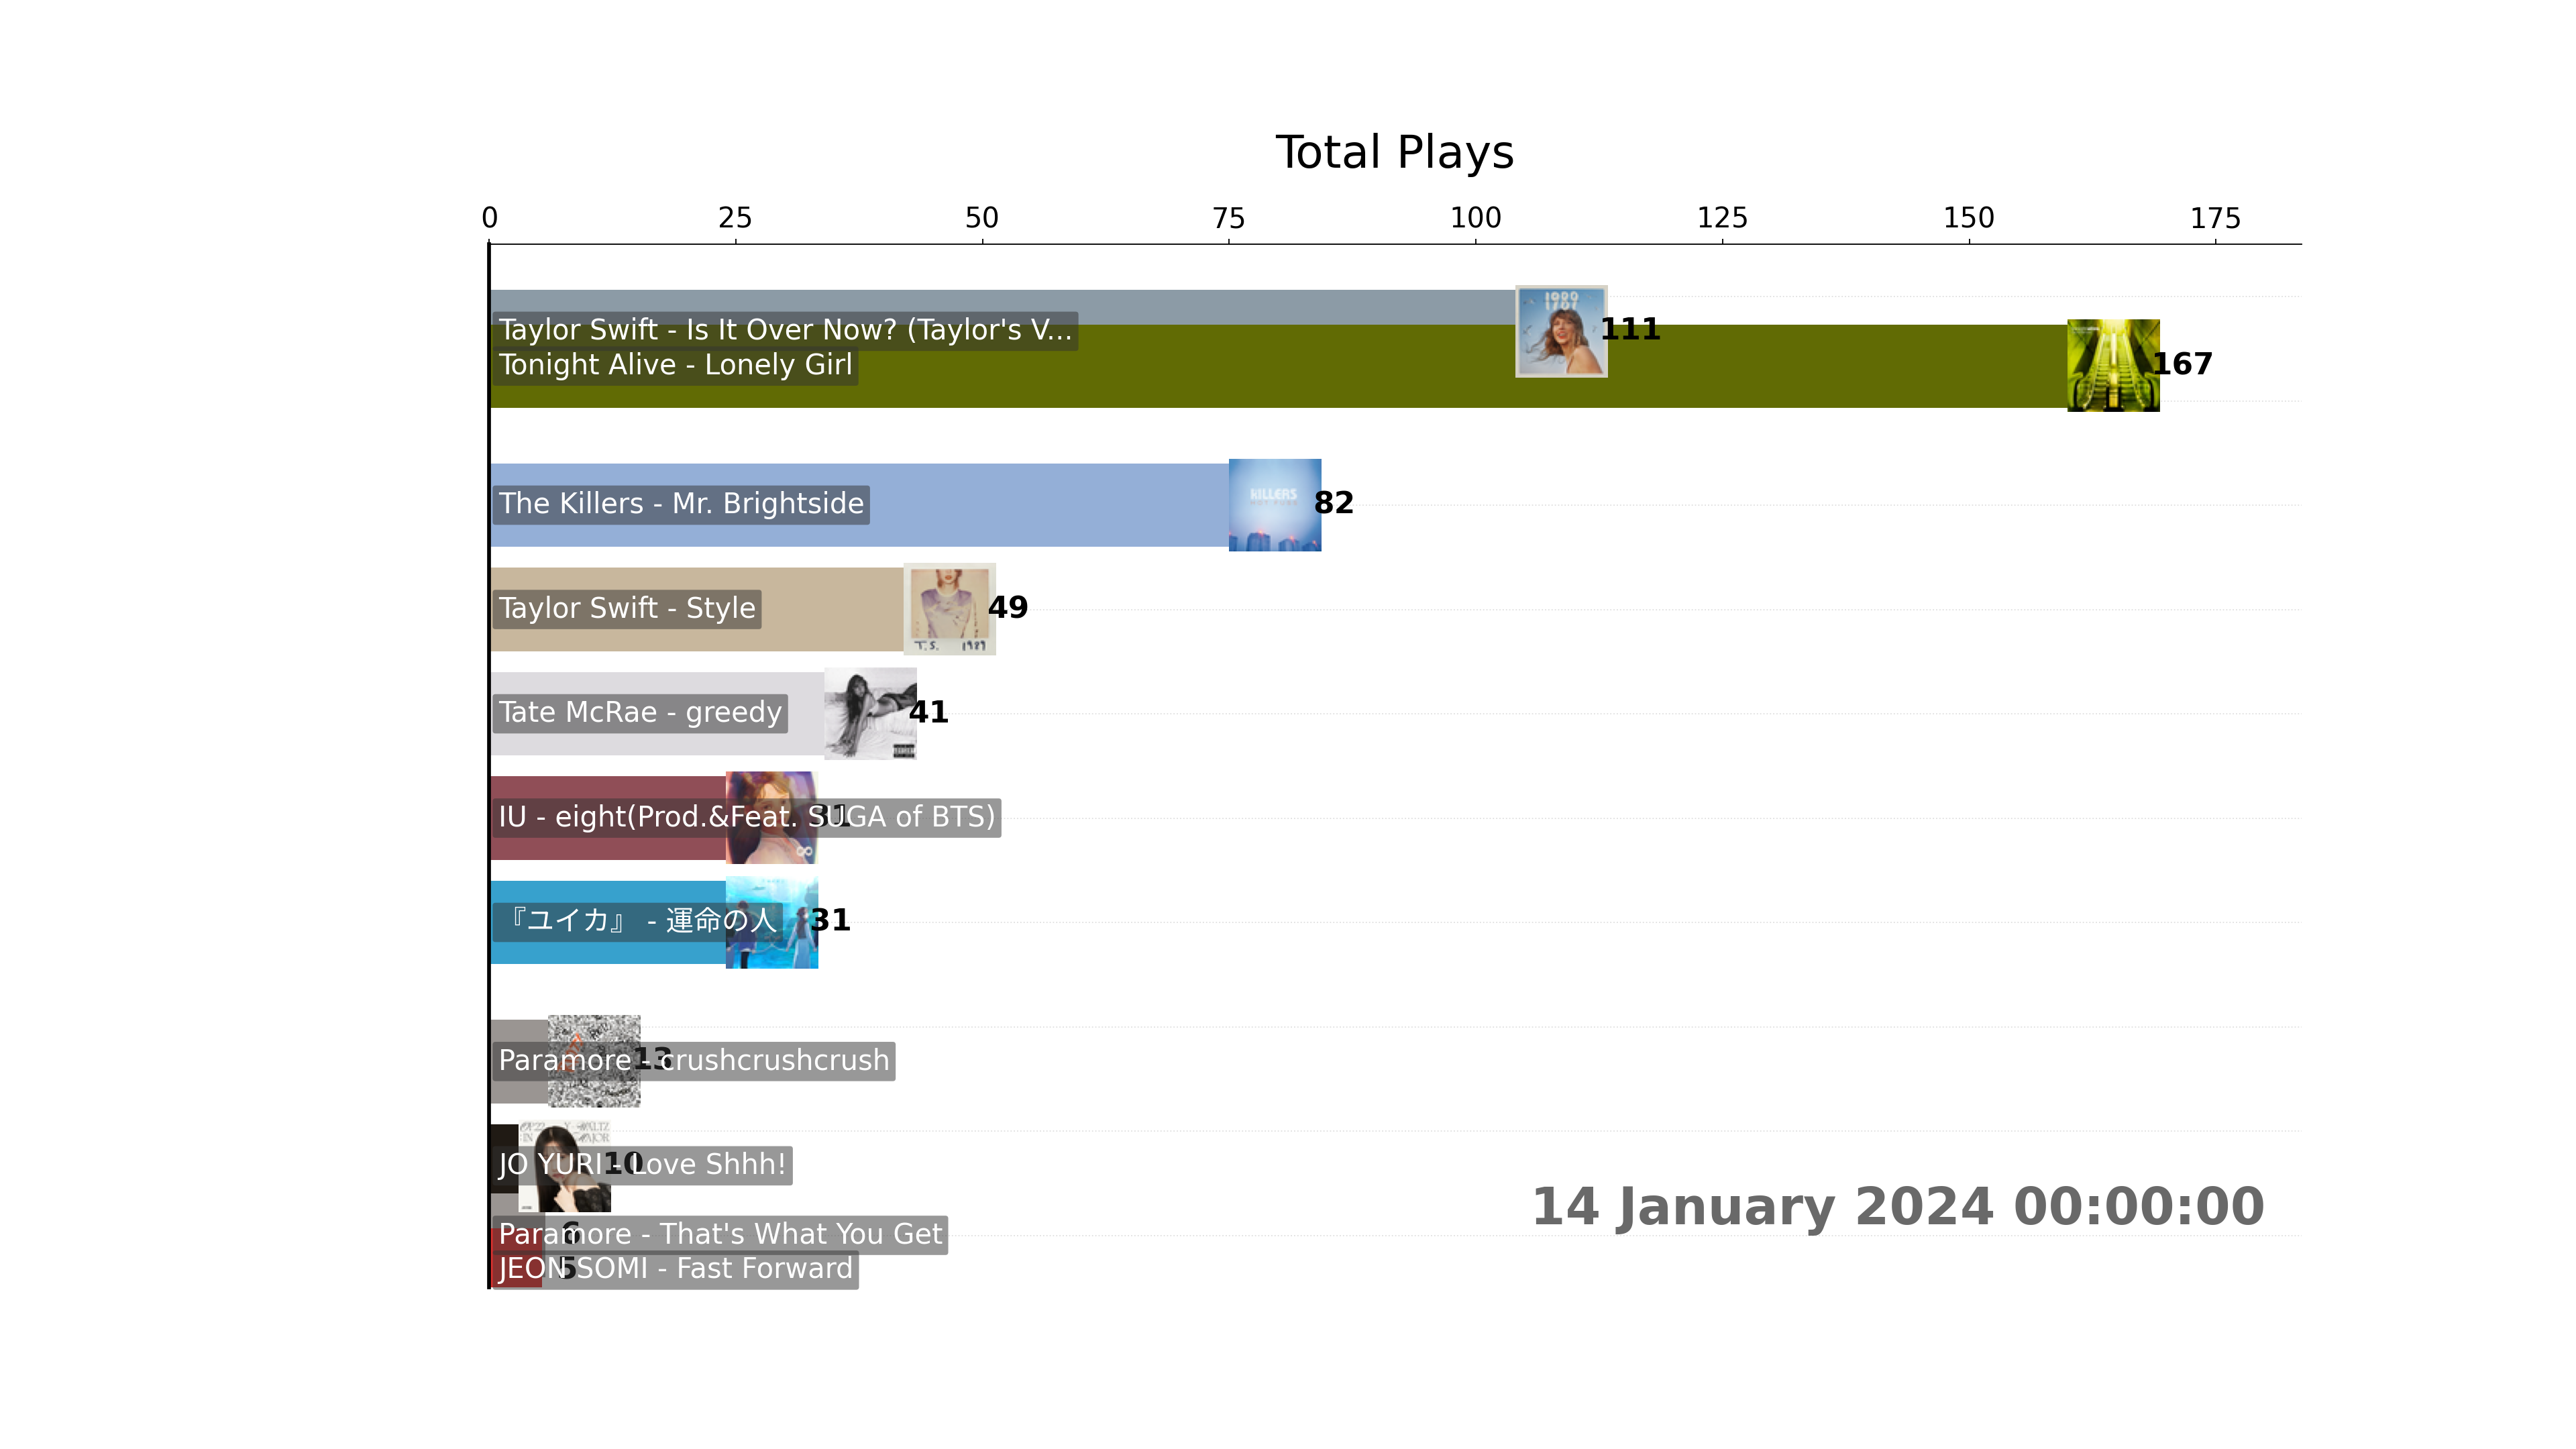 Total Plays
0 25 50 75 100 125 150 175
Taylor Swift - Is It Over Now? (Taylor's V... 111
Tonight Alive - Lonely Girl 167
The Killers - Mr. Brightside KILLERS 82
Taylor Swift - Style T.S. 1989 49
Tate McRae - greedy 41
IU - eight(Prod.&Feat. SUGA of BTS) 31
『ユイカ』 - 運命の人 31
Paramore - crushcrushcrush 13
JO YURI - Love Shhh! 10
14 January 2024 00:00:00
Paramore - That's What You Get 6
JEON SOMI - Fast Forward 5